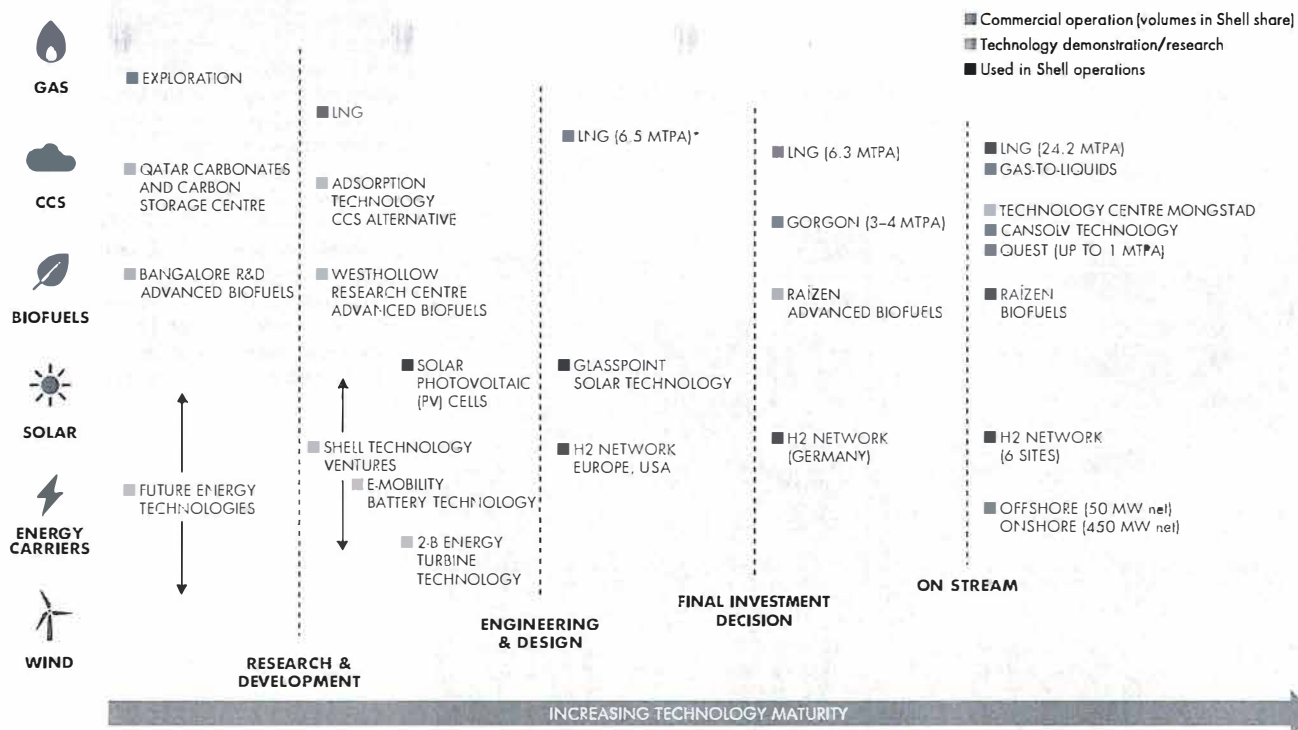 Commercial operation (volumes in Shell share)
Technology demonstration/research
Used in Shell operations
GAS
EXPLORATION
LNG
LNG (6.5 MTPA)*
LNG (6.3 MTPA)
LNG (24.2 MTPA)
GAS-TO-LIQUIDS
CCS
QATAR CARBONATES
AND CARBON
STORAGE CENTRE
ADSORPTION
TECHNOLOGY
CCS ALTERNATIVE
GORGON (3–4 MTPA)
TECHNOLOGY CENTRE MONGSTAD
CANSOLV TECHNOLOGY
QUEST (UP TO 1 MTPA)
BIOFUELS
BANGALORE R&D
ADVANCED BIOFUELS
WESTHOLLOW
RESEARCH CENTRE
ADVANCED BIOFUELS
RAÍZEN
ADVANCED BIOFUELS
RAÍZEN
BIOFUELS
SOLAR
SOLAR
PHOTOVOLTAIC
(PV) CELLS
GLASSPOINT
SOLAR TECHNOLOGY
SHELL TECHNOLOGY
VENTURES
H2 NETWORK
EUROPE, USA
H2 NETWORK
(GERMANY)
H2 NETWORK
(6 SITES)
ENERGY
CARRIERS
FUTURE ENERGY
TECHNOLOGIES
E-MOBILITY
BATTERY TECHNOLOGY
OFFSHORE (50 MW net)
ONSHORE (450 MW net)
2-B ENERGY
TURBINE
TECHNOLOGY
WIND
RESEARCH &
DEVELOPMENT
ENGINEERING
& DESIGN
FINAL INVESTMENT
DECISION
ON STREAM
INCREASING TECHNOLOGY MATURITY